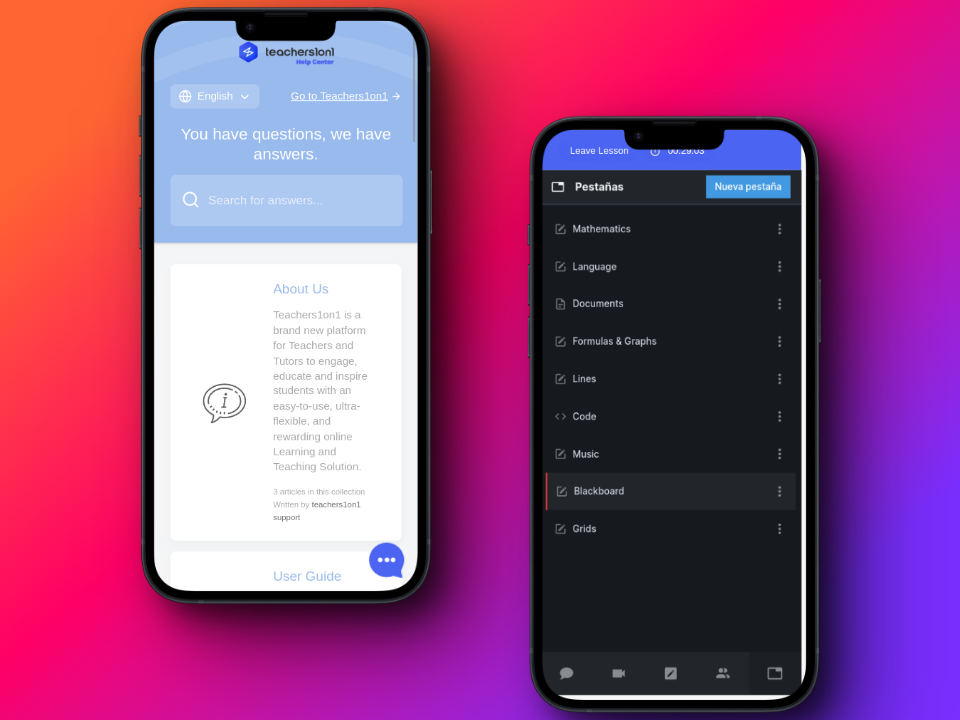 teachers1on1
Help Center
English
Go to Teachers1on1
You have questions, we have
answers.
Search for answers...
About Us
Teachers1on1 is a
brand new platform
for Teachers and
Tutors to engage,
educate and inspire
students with an
easy-to-use, ultra-
flexible, and
rewarding online
Learning and
Teaching Solution.
3 articles in this collection
Written by teachers1on1
support
User Guide
Leave Lesson 00:29:03
Pestañas
Nueva pestaña
Mathematics
Language
Documents
Formulas & Graphs
Lines
Code
Music
Blackboard
Grids